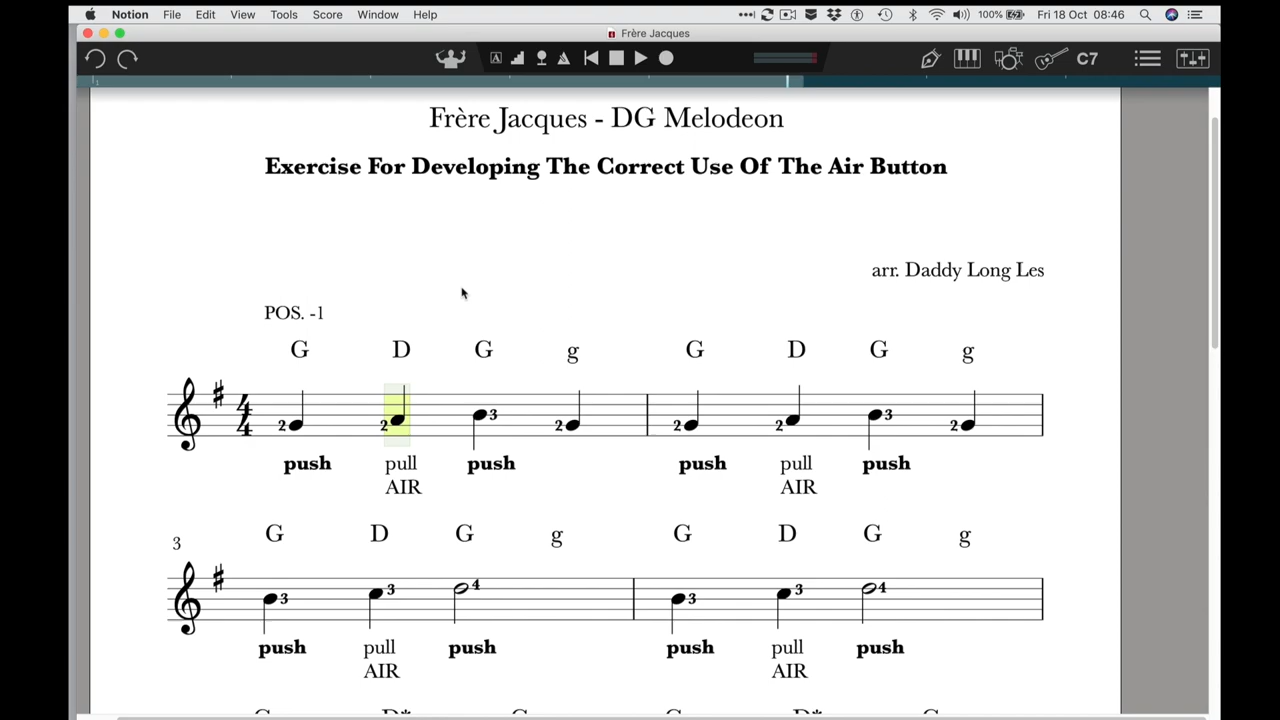 Notion File Edit View Tools Score Window Help 100% Fri 18 Oct 08:46
Frère Jacques
C7
Frère Jacques - DG Melodeon
Exercise For Developing The Correct Use Of The Air Button
arr. Daddy Long Les
POS. -1
G D G g G D G g
4
4
2 2 3 2 2 2 3 2
push pull push push pull push
AIR AIR
3
G D G g G D G g
3 3 4 3 3 4
push pull push push pull push
AIR AIR